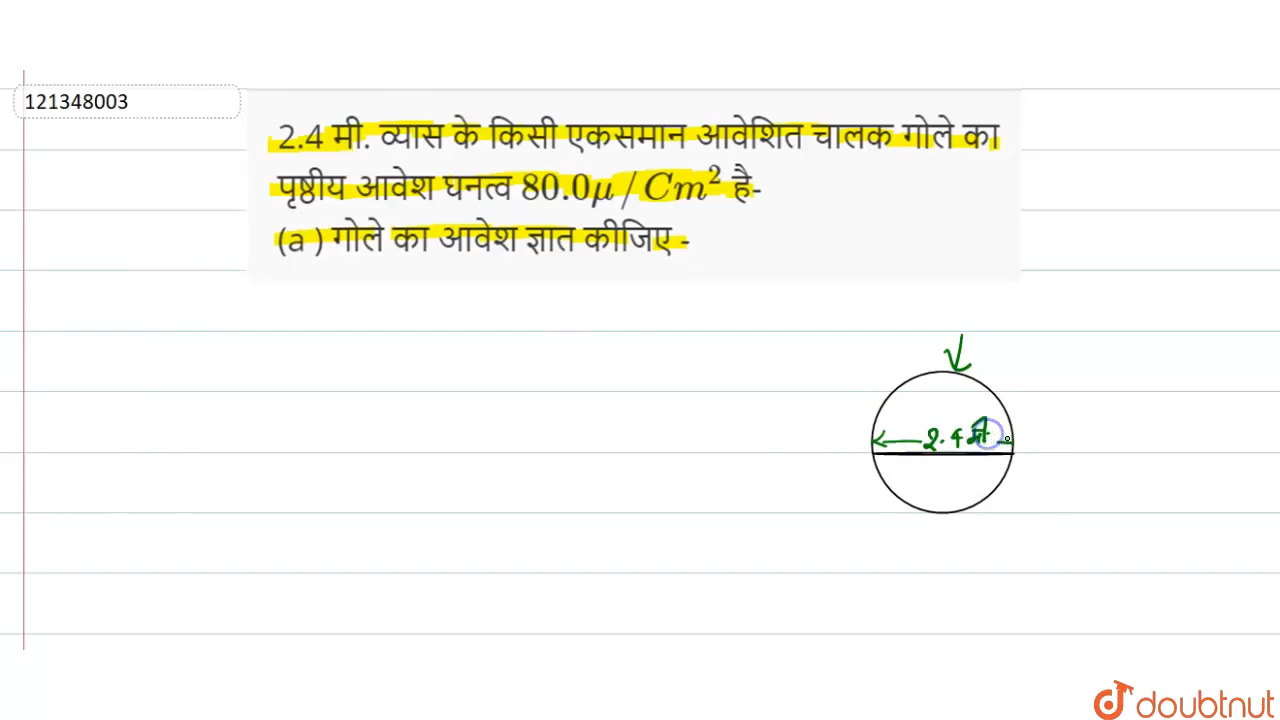 121348003
2.4 मी. व्यास के किसी एकसमान आवेशित चालक गोले का
पृष्ठीय आवेश घनत्व 80.0μ/Cm² है-
(a ) गोले का आवेश ज्ञात कीजिए -
2.4 मी.
doubtnut